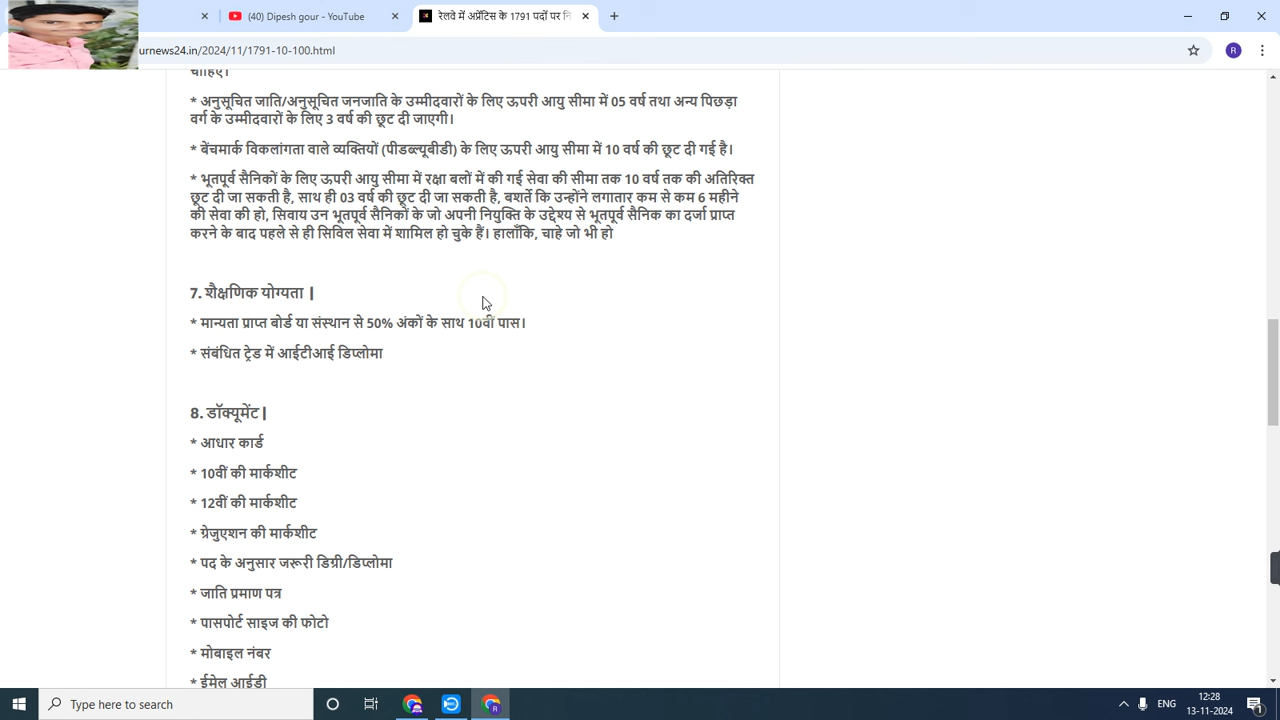 (40) Dipesh gour - YouTube
रेलवे में अप्रेंटिस के 1791 पदों पर नि
urnews24.in/2024/11/1791-10-100.html
R
चाहिए।
* अनुसूचित जाति/अनुसूचित जनजाति के उम्मीदवारों के लिए ऊपरी आयु सीमा में 05 वर्ष तथा अन्य पिछड़ा
वर्ग के उम्मीदवारों के लिए 3 वर्ष की छूट दी जाएगी।
* बेंचमार्क विकलांगता वाले व्यक्तियों (पीडब्ल्यूबीडी) के लिए ऊपरी आयु सीमा में 10 वर्ष की छूट दी गई है।
* भूतपूर्व सैनिकों के लिए ऊपरी आयु सीमा में रक्षा बलों में की गई सेवा की सीमा तक 10 वर्ष तक की अतिरिक्त
छूट दी जा सकती है, साथ ही 03 वर्ष की छूट दी जा सकती है, बशर्ते कि उन्होंने लगातार कम से कम 6 महीने
की सेवा की हो, सिवाय उन भूतपूर्व सैनिकों के जो अपनी नियुक्ति के उद्देश्य से भूतपूर्व सैनिक का दर्जा प्राप्त
करने के बाद पहले से ही सिविल सेवा में शामिल हो चुके हैं। हालाँकि, चाहे जो भी हो
7. शैक्षणिक योग्यता |
* मान्यता प्राप्त बोर्ड या संस्थान से 50% अंकों के साथ 10वीं पास।
* संबंधित ट्रेड में आईटीआई डिप्लोमा
8. डॉक्यूमेंट|
* आधार कार्ड
* 10वीं की मार्कशीट
* 12वीं की मार्कशीट
* ग्रेजुएशन की मार्कशीट
* पद के अनुसार जरूरी डिग्री/डिप्लोमा
* जाति प्रमाण पत्र
* पासपोर्ट साइज की फोटो
* मोबाइल नंबर
* ईमेल आईडी
Type here to search
R
ENG
12:28
13-11-2024
1